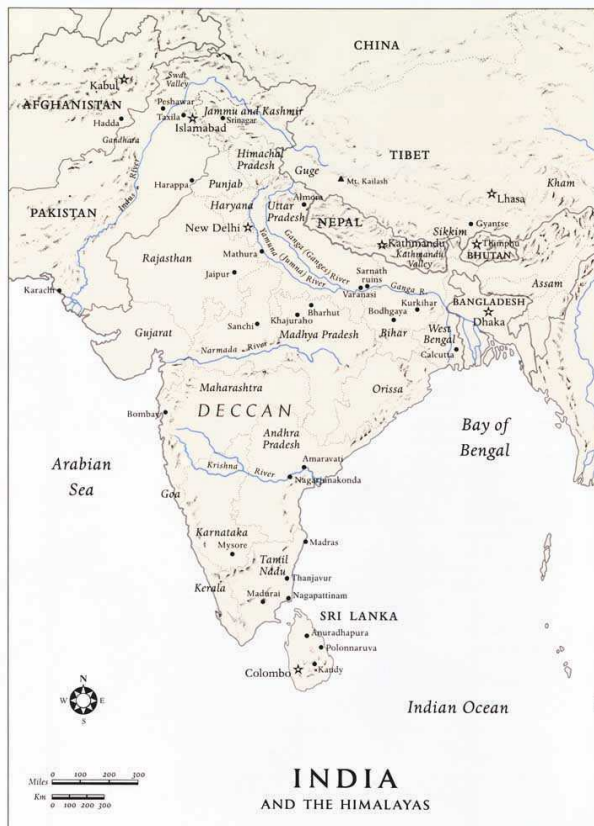 CHINA
Kabul
Swat
Valley
AFGHANISTAN
Peshawar
Taxila
Jammu and Kashmir
Hadda
Islamabad
Srinagar
Gandhara
Himachal
Pradesh
TIBET
Guge
Mt. Kailash
Harappa
Punjab
Kham
Indus River
Lhasa
Haryana
Almora
Uttar
Pradesh
PAKISTAN
NEPAL
Gyantse
Sikkim
New Delhi
Kathmandu
Thimphu
Kathmandu
Valley
BHUTAN
Ganga (Ganges) River
Yamuna (Jumna) River
Rajasthan
Mathura
Jaipur
Sarnath
ruins
Assam
Karachi
Varanasi
Ganga R.
BANGLADESH
Kurkihar
Bodhgaya
Dhaka
Bharhut
Khajuraho
Sanchi
Gujarat
Madhya Pradesh
Bihar
West
Bengal
Narmada River
Calcutta
Maharashtra
Orissa
DECCAN
Bombay
Bay of
Bengal
Andhra
Pradesh
Arabian
Sea
Amaravati
Krishna River
Nagarjunakonda
Goa
Karnataka
Mysore
Madras
Tamil
Nadu
Thanjavur
Kerala
Madurai
Nagapattinam
SRI LANKA
Anuradhapura
Polonnaruva
Colombo
Kandy
N
W E
S
Indian Ocean
0 100 200 300
Miles
Km
0 100 200 300
INDIA
AND THE HIMALAYAS